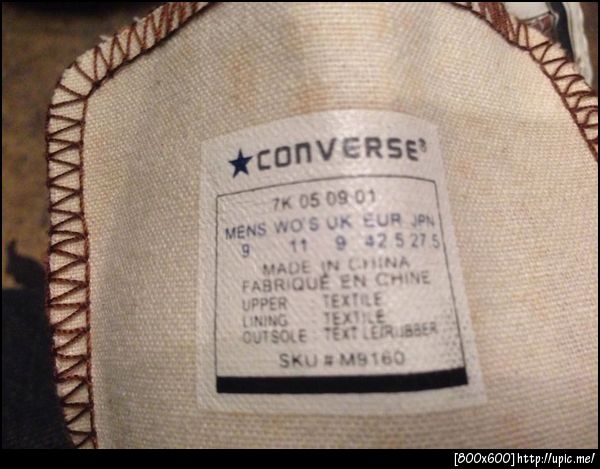 CONVERSE®
7K 05 09 01
MENS WO'S UK EUR JPN
9 11 9 42.5 27.5
MADE IN CHINA
FABRIQUÉ EN CHINE
UPPER : TEXTILE
LINING : TEXTILE
OUTSOLE : TEXT LE/RUBBER
SKU # M9160
[800x600]http://upic.me/